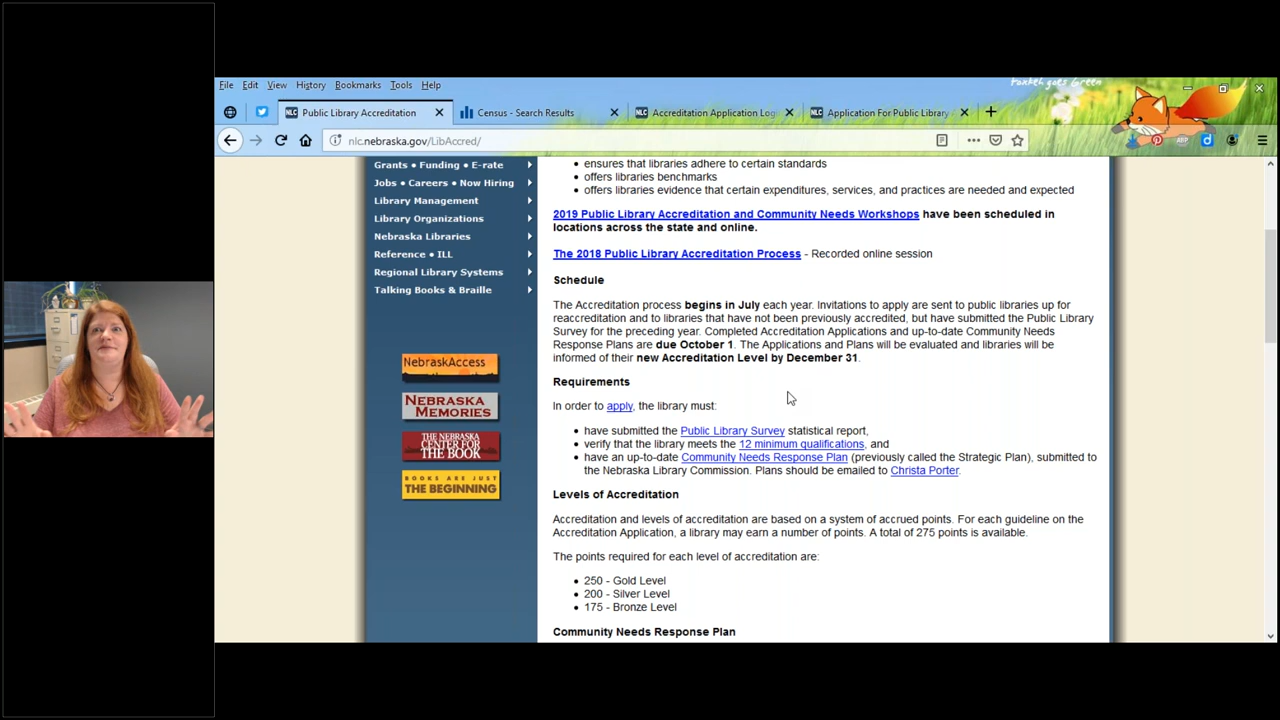 Foxkeh goes Green
File Edit View History Bookmarks Tools Help
NLC Public Library Accreditation
Census - Search Results
NLC Accreditation Application Log
NLC Application For Public Library
nlc.nebraska.gov/LibAccred/
Grants • Funding • E-rate
Jobs • Careers • Now Hiring
Library Management
Library Organizations
Nebraska Libraries
Reference • ILL
Regional Library Systems
Talking Books & Braille
NebraskAccess
NEBRASKA
MEMORIES
THE NEBRASKA
CENTER FOR
THE BOOK
BOOKS ARE JUST
THE BEGINNING
• ensures that libraries adhere to certain standards
• offers libraries benchmarks
• offers libraries evidence that certain expenditures, services, and practices are needed and expected
2019 Public Library Accreditation and Community Needs Workshops have been scheduled in
locations across the state and online.
The 2018 Public Library Accreditation Process - Recorded online session
Schedule
The Accreditation process begins in July each year. Invitations to apply are sent to public libraries up for
reaccreditation and to libraries that have not been previously accredited, but have submitted the Public Library
Survey for the preceding year. Completed Accreditation Applications and up-to-date Community Needs
Response Plans are due October 1. The Applications and Plans will be evaluated and libraries will be
informed of their new Accreditation Level by December 31.
Requirements
In order to apply, the library must:
• have submitted the Public Library Survey statistical report,
• verify that the library meets the 12 minimum qualifications, and
• have an up-to-date Community Needs Response Plan (previously called the Strategic Plan), submitted to
the Nebraska Library Commission. Plans should be emailed to Christa Porter.
Levels of Accreditation
Accreditation and levels of accreditation are based on a system of accrued points. For each guideline on the
Accreditation Application, a library may earn a number of points. A total of 275 points is available.
The points required for each level of accreditation are:
• 250 - Gold Level
• 200 - Silver Level
• 175 - Bronze Level
Community Needs Response Plan